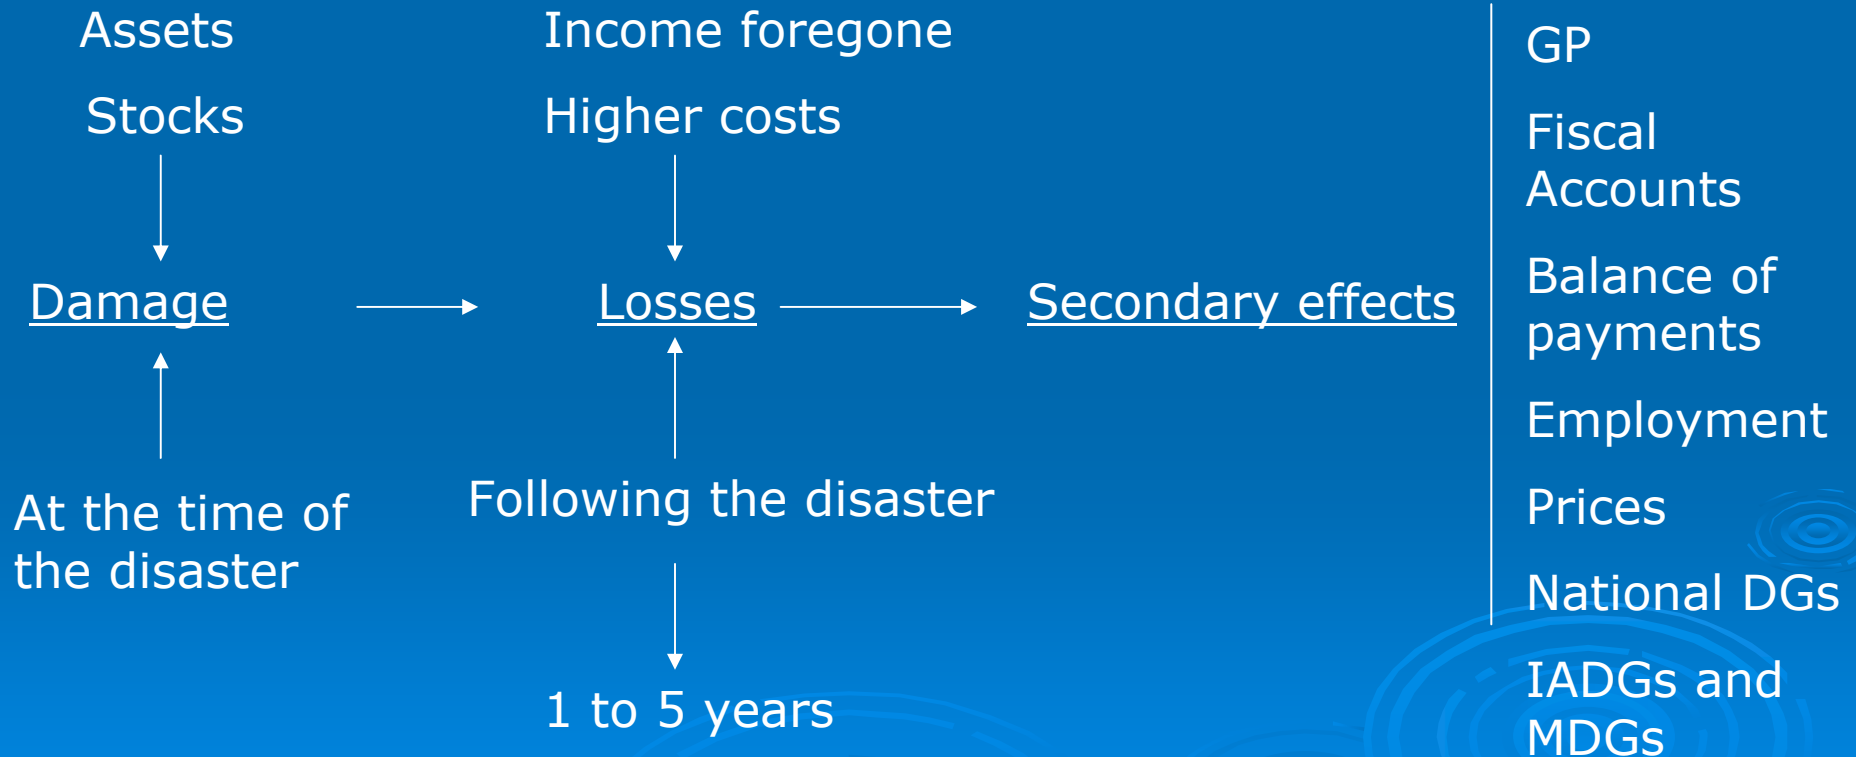 Assets
Stocks
Damage
At the time of
the disaster
Income foregone
Higher costs
Losses
Following the disaster
1 to 5 years
Secondary effects
GP
Fiscal
Accounts
Balance of
payments
Employment
Prices
National DGs
IADGs and
MDGs